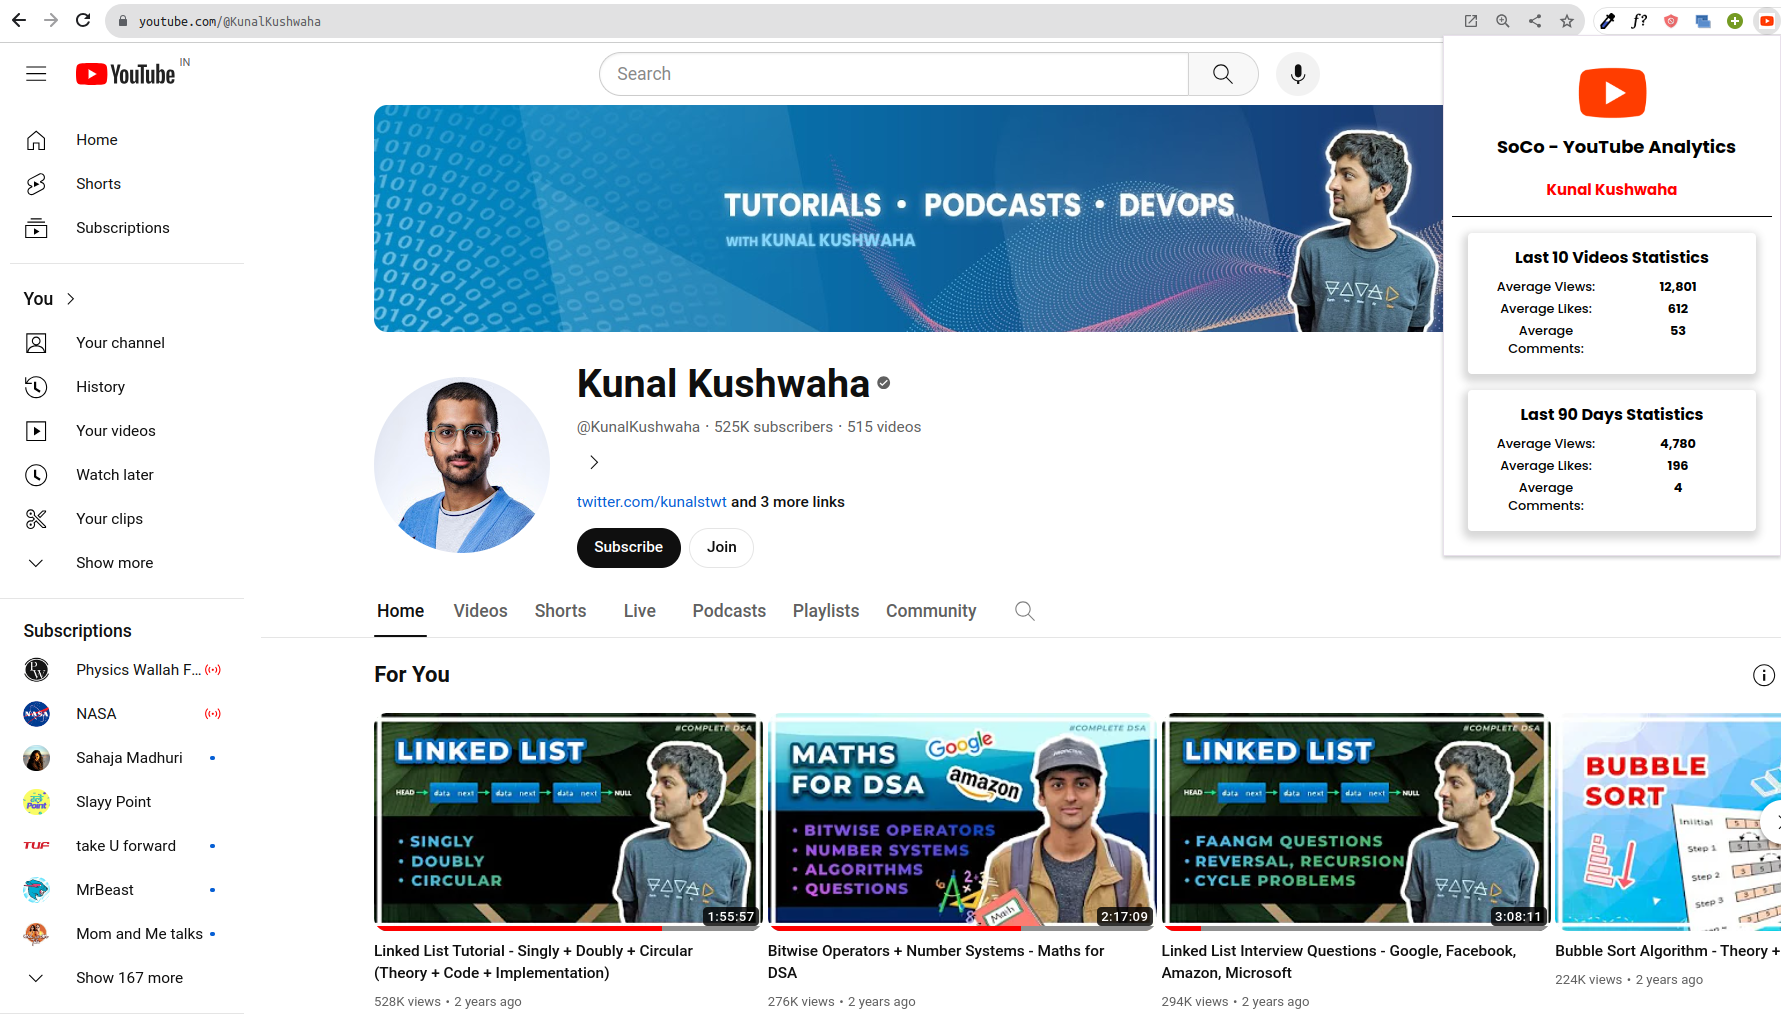 youtube.com/@KunalKushwaha
f?
YouTube IN
Search
Home
Shorts
Subscriptions
You
Your channel
History
Your videos
Watch later
Your clips
Show more
Subscriptions
Physics Wallah F...
NASA
Sahaja Madhuri
Slayy Point
take U forward
MrBeast
Mom and Me talks
Show 167 more
TUTORIALS • PODCASTS • DEVOPS
WITH KUNAL KUSHWAHA
Kunal Kushwaha
@KunalKushwaha · 525K subscribers · 515 videos
twitter.com/kunalstwt and 3 more links
Subscribe
Join
Home
Videos
Shorts
Live
Podcasts
Playlists
Community
For You
#COMPLETE DSA
LINKED LIST
HEAD data next data next data next NULL
• SINGLY
• DOUBLY
• CIRCULAR
1:55:57
Linked List Tutorial - Singly + Doubly + Circular
(Theory + Code + Implementation)
528K views • 2 years ago
#COMPLETE DSA
MATHS
FOR DSA
Google
amazon
• BITWISE OPERATORS
• NUMBER SYSTEMS
• ALGORITHMS
• QUESTIONS
Math
2:17:09
Bitwise Operators + Number Systems - Maths for
DSA
276K views • 2 years ago
#COMPLETE DSA
LINKED LIST
HEAD data next data next data next NULL
• FAANGM QUESTIONS
• REVERSAL, RECURSION
• CYCLE PROBLEMS
3:08:11
Linked List Interview Questions - Google, Facebook,
Amazon, Microsoft
294K views • 2 years ago
BUBBLE
SORT
Initial
Step 1
Step 2
Step 3
Bubble Sort Algorithm - Theory +
224K views • 2 years ago
SoCo - YouTube Analytics
Kunal Kushwaha
Last 10 Videos Statistics
Average Views: 12,801
Average Likes: 612
Average
Comments: 53
Last 90 Days Statistics
Average Views: 4,780
Average Likes: 196
Average
Comments: 4